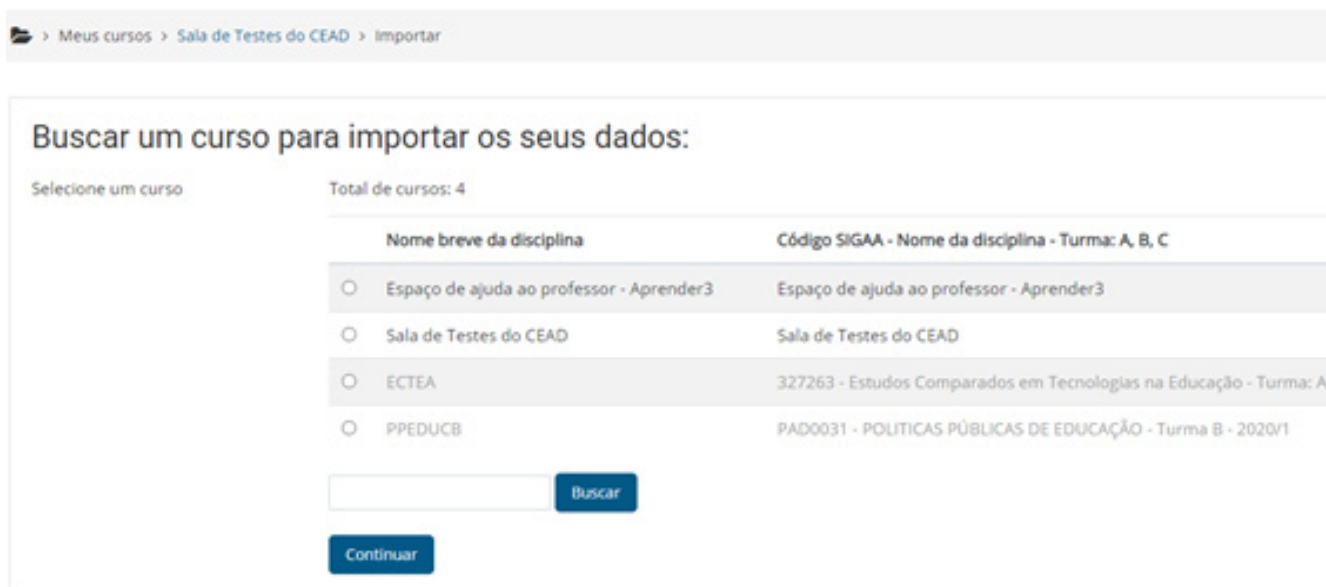 > Meus cursos > Sala de Testes do CEAD > Importar
Buscar um curso para importar os seus dados:
Selecione um curso Total de cursos: 4
Nome breve da disciplina Código SIGAA - Nome da disciplina - Turma: A, B, C
Espaço de ajuda ao professor - Aprender3 Espaço de ajuda ao professor - Aprender3
Sala de Testes do CEAD Sala de Testes do CEAD
ECTEA 327263 - Estudos Comparados em Tecnologias na Educação - Turma: A
PPEDUCB PAD0031 - POLITICAS PÚBLICAS DE EDUCAÇÃO - Turma B - 2020/1
Buscar
Continuar